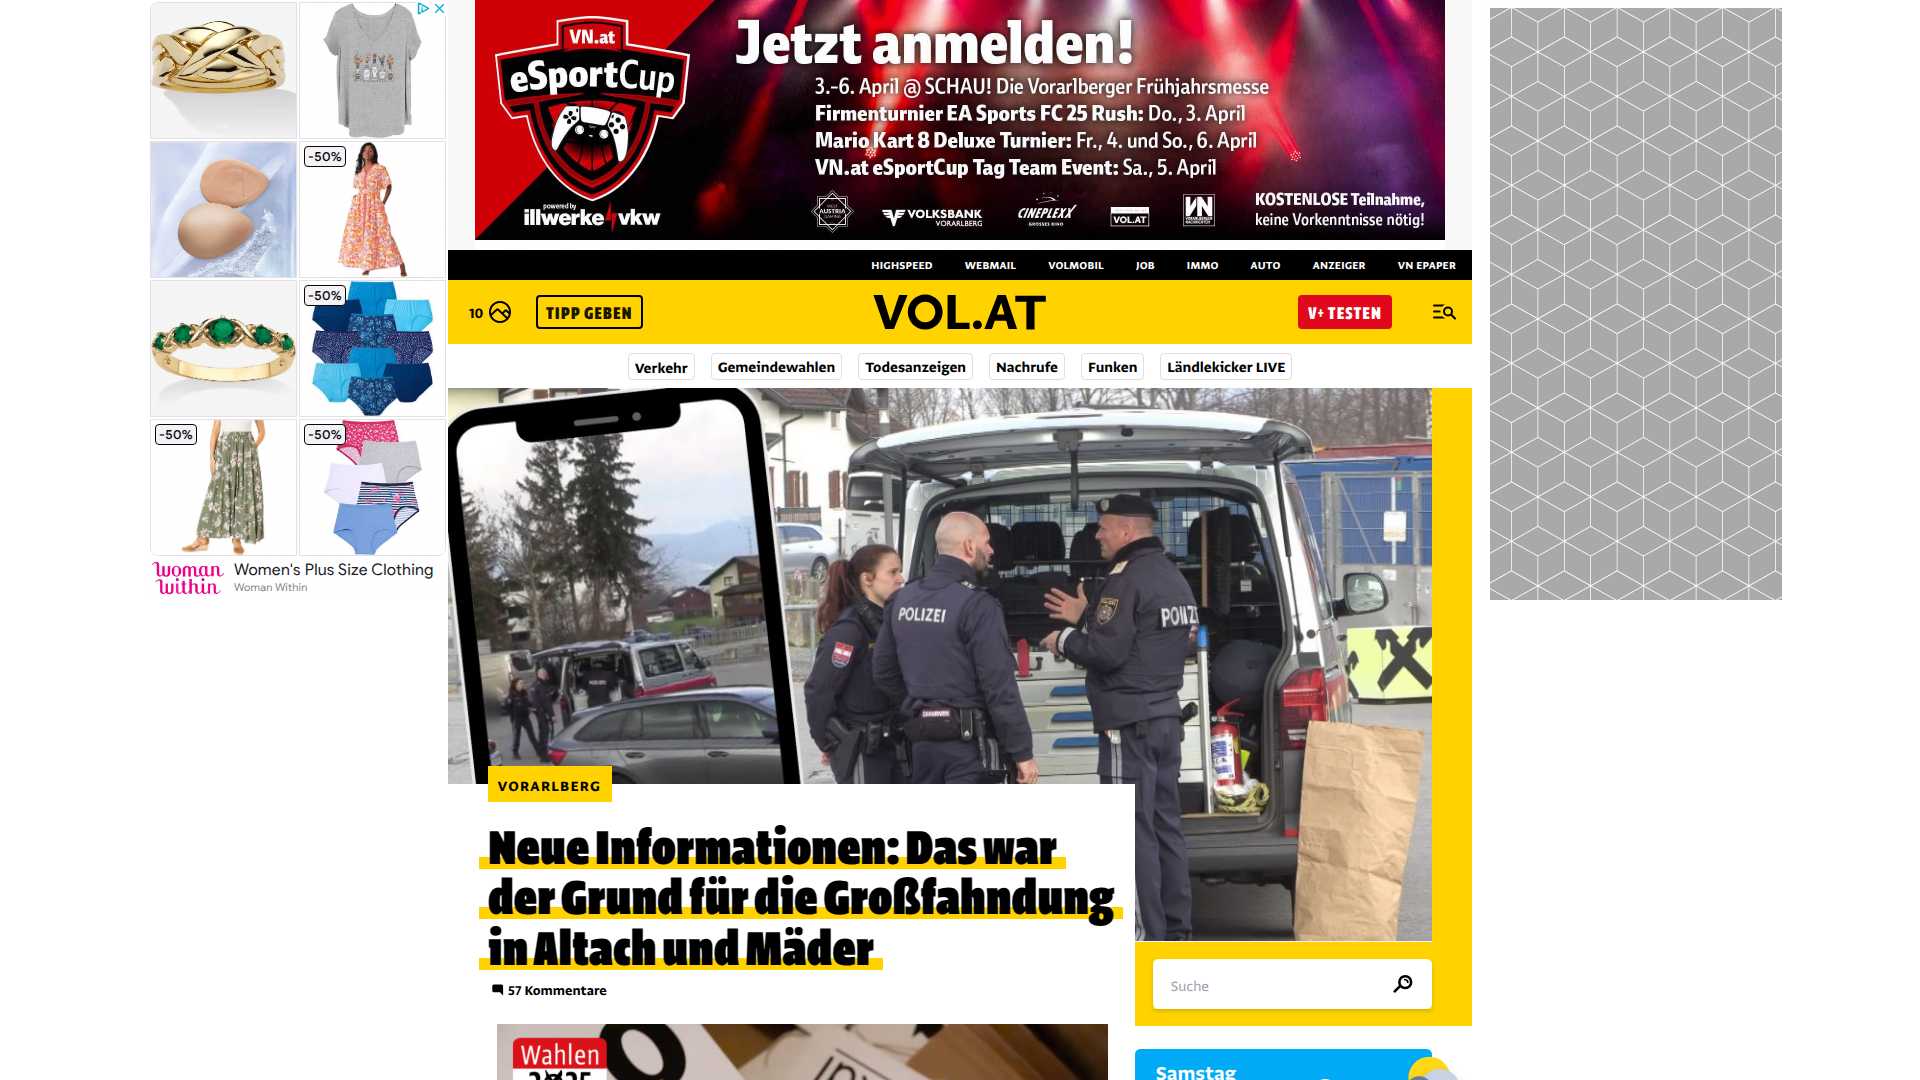 -50%
-50%
-50%
-50%
woman within
Women's Plus Size Clothing
Woman Within
VN.at
eSportCup
powered by
illwerke vkw
Jetzt anmelden!
3.-6. April @ SCHAU! Die Vorarlberger Frühjahrsmesse
Firmenturnier EA Sports FC 25 Rush: Do., 3. April
Mario Kart 8 Deluxe Turnier: Fr., 4. und So., 6. April
VN.at eSportCup Tag Team Event: Sa., 5. April
AUSTRIA
VOLKSBANK
VORARLBERG
CINEPLEXX
VOL.AT
VN
KOSTENLOSE Teilnahme,
keine Vorkenntnisse nötig!
HIGHSPEED WEBMAIL VOLMOBIL JOB IMMO AUTO ANZEIGER VN EPAPER
10 TIPP GEBEN VOL.AT V+ TESTEN
Verkehr Gemeindewahlen Todesanzeigen Nachrufe Funken Ländlekicker LIVE
POLIZEI
VORARLBERG
Neue Informationen: Das war
der Grund für die Großfahndung
in Altach und Mäder
57 Kommentare
Suche
Wahlen
2025
Samstag